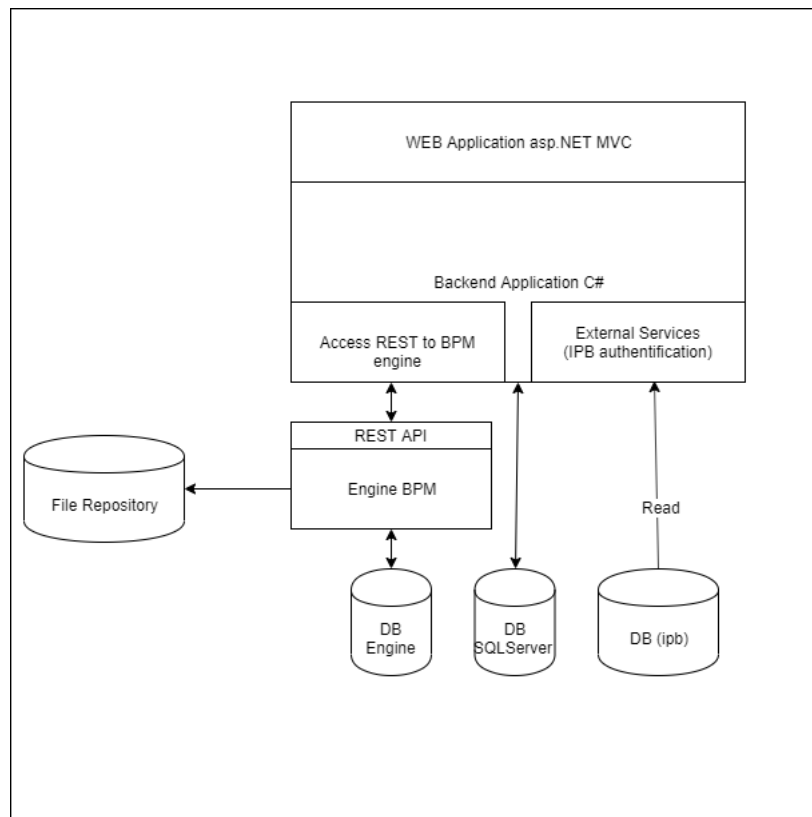 WEB Application asp.NET MVC
Backend Application C#
Access REST to BPM
engine
External Services
(IPB authentification)
REST API
Engine BPM
File Repository
Read
DB
Engine
DB
SQLServer
DB (ipb)